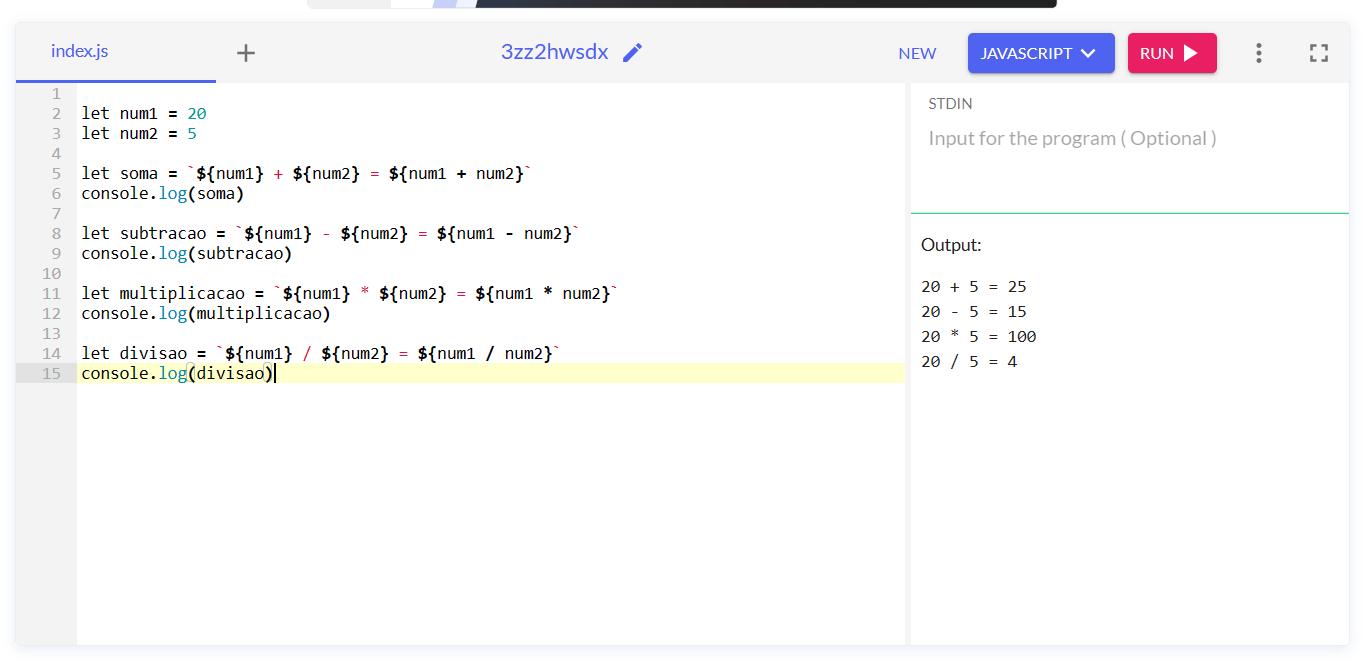 index.js
3zz2hwsdx
NEW
JAVASCRIPT
RUN
1
2 let num1 = 20
3 let num2 = 5
4
5 let soma = `${num1} + ${num2} = ${num1 + num2}`
6 console.log(soma)
7
8 let subtracao = `${num1} - ${num2} = ${num1 - num2}`
9 console.log(subtracao)
10
11 let multiplicacao = `${num1} * ${num2} = ${num1 * num2}`
12 console.log(multiplicacao)
13
14 let divisao = `${num1} / ${num2} = ${num1 / num2}`
15 console.log(divisao)
STDIN
Input for the program ( Optional )
Output:
20 + 5 = 25
20 - 5 = 15
20 * 5 = 100
20 / 5 = 4